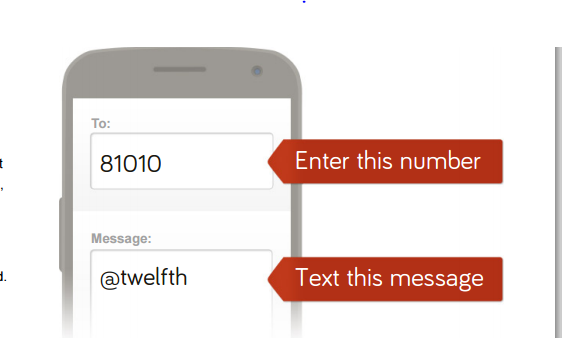 To:
81010
Enter this number
Message:
@twelfth
Text this message